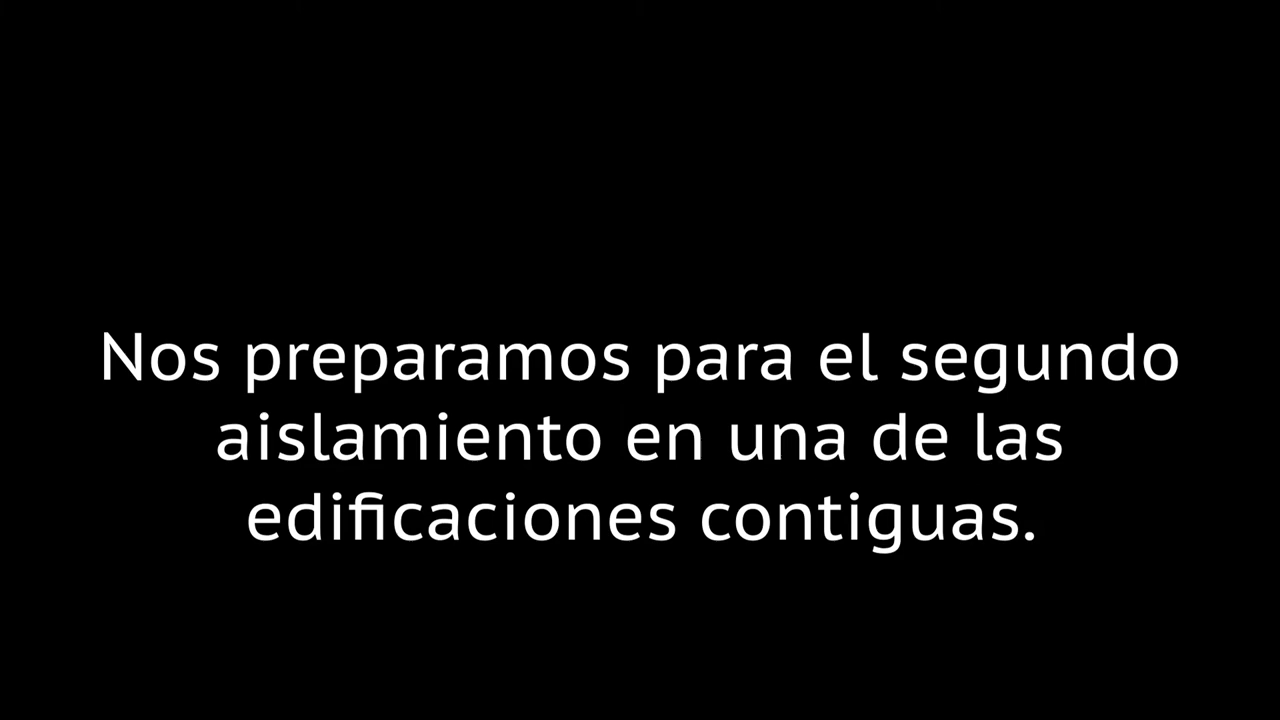 Nos preparamos para el segundo
aislamiento en una de las
edificaciones contiguas.